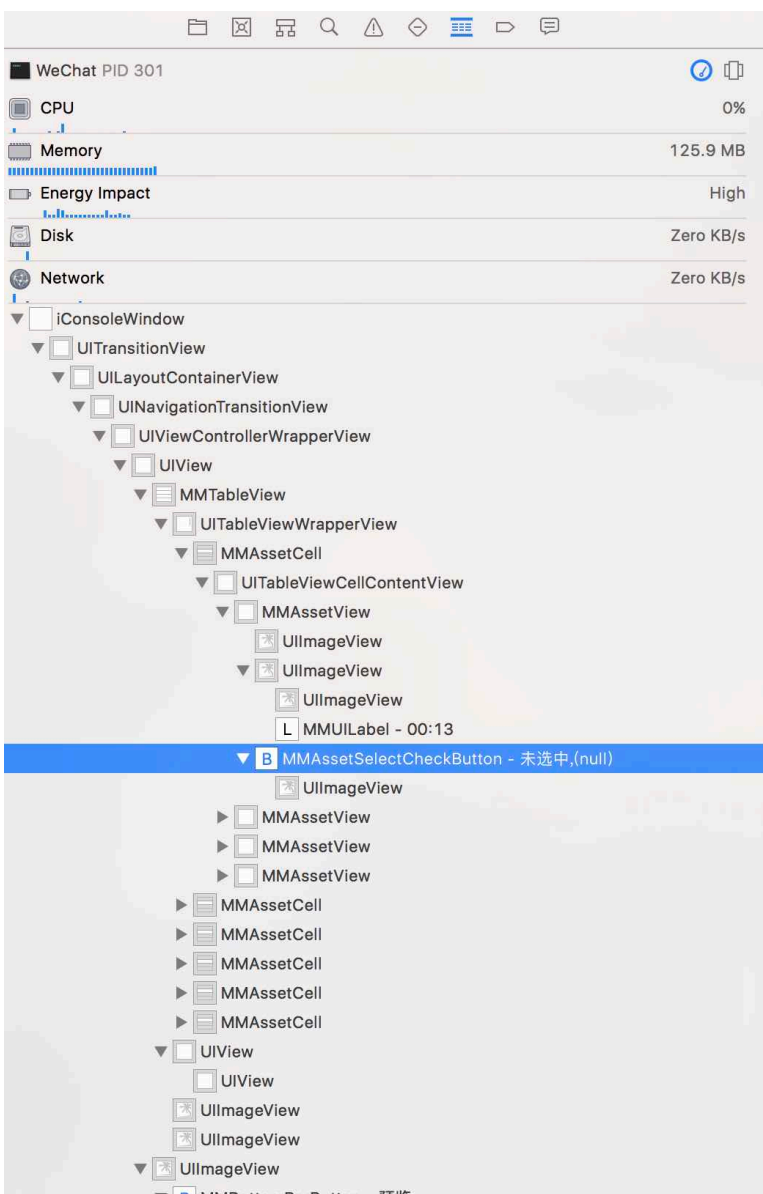 WeChat PID 301
CPU 0%
Memory 125.9 MB
Energy Impact High
Disk Zero KB/s
Network Zero KB/s
iConsoleWindow
UITransitionView
UILayoutContainerView
UINavigationTransitionView
UIViewControllerWrapperView
UIView
MMTableView
UITableViewWrapperView
MMAssetCell
UITableViewCellContentView
MMAssetView
UIImageView
UIImageView
UIImageView
L MMUILabel - 00:13
B MMAssetSelectCheckButton - 未选中,(null)
UIImageView
MMAssetView
MMAssetView
MMAssetView
MMAssetCell
MMAssetCell
MMAssetCell
MMAssetCell
MMAssetCell
UIView
UIView
UIImageView
UIImageView
UIImageView